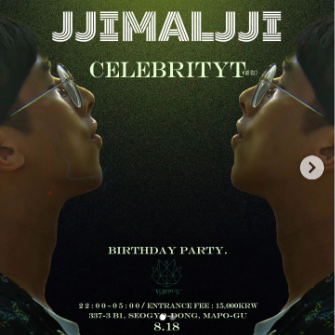 JJIMALJJI
CELEBRITYT
BIRTHDAY PARTY.
22:00-05:00/ ENTRANCE FEE : 15,000KRW
337-3 B1, SEOGYO-DONG, MAPO-GU
8.18